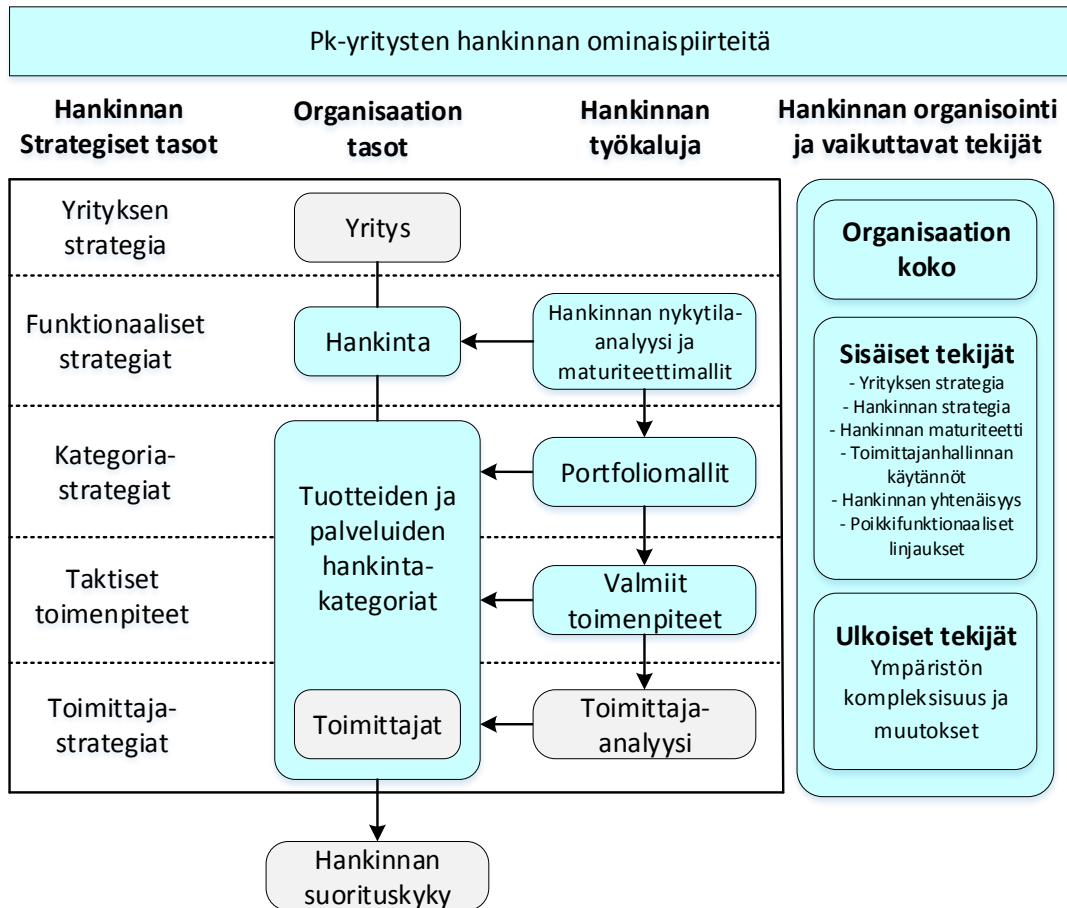 Pk-yritysten hankinnan ominaispiirteitä
Hankinnan
Strategiset tasot
Organisaation
tasot
Hankinnan
työkaluja
Hankinnan organisointi
ja vaikuttavat tekijät
Yrityksen
strategia
Yritys
Funktionaaliset
strategiat
Hankinta
Hankinnan nykytila-
analyysi ja
maturiteettimallit
Kategoria-
strategiat
Tuotteiden ja
palveluiden
hankinta-
kategoriat
Portfoliomallit
Taktiset
toimenpiteet
Valmiit
toimenpiteet
Toimittaja-
strategiat
Toimittajat
Toimittaja-
analyysi
Hankinnan
suorituskyky
Organisaation
koko
Sisäiset tekijät
- Yrityksen strategia
- Hankinnan strategia
- Hankinnan maturiteetti
- Toimittajanhallinnan
käytännöt
- Hankinnan yhtenäisyys
- Poikkifunktionaaliset
linjaukset
Ulkoiset tekijät
Ympäristön
kompleksisuus ja
muutokset